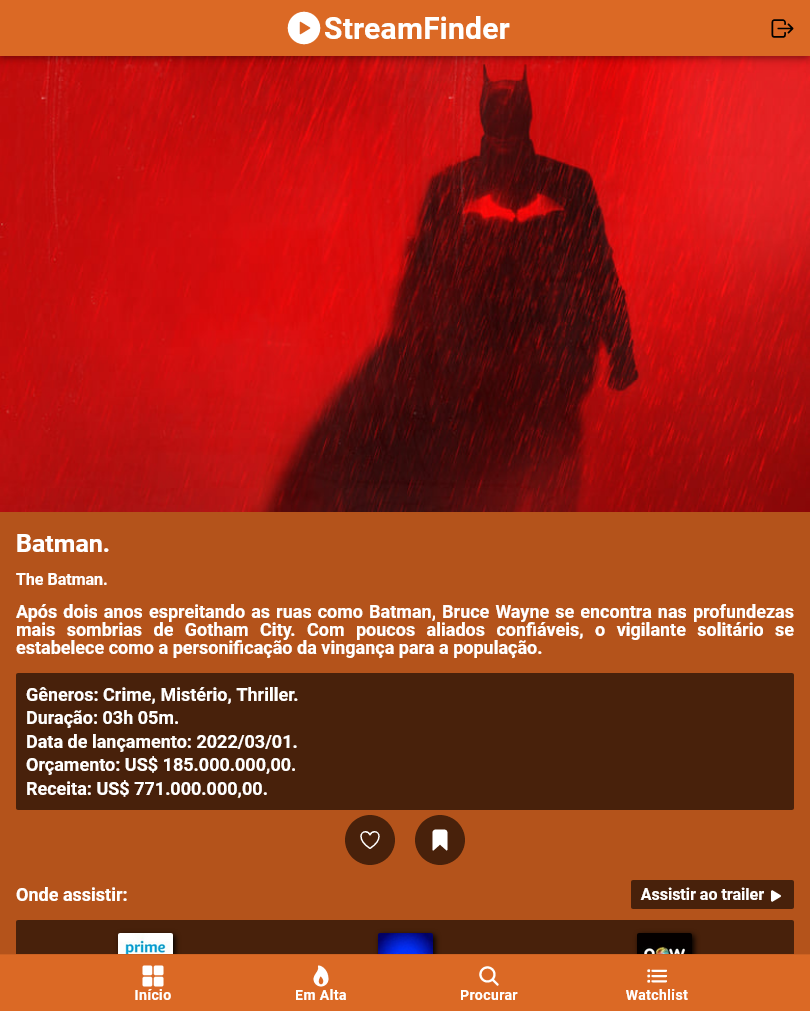 StreamFinder
Batman.
The Batman.
Após dois anos espreitando as ruas como Batman, Bruce Wayne se encontra nas profundezas
mais sombrias de Gotham City. Com poucos aliados confiáveis, o vigilante solitário se
estabelece como a personificação da vingança para a população.
Gêneros: Crime, Mistério, Thriller.
Duração: 03h 05m.
Data de lançamento: 2022/03/01.
Orçamento: US$ 185.000.000,00.
Receita: US$ 771.000.000,00.
Onde assistir:
Assistir ao trailer
prime
Início
Em Alta
Procurar
Watchlist